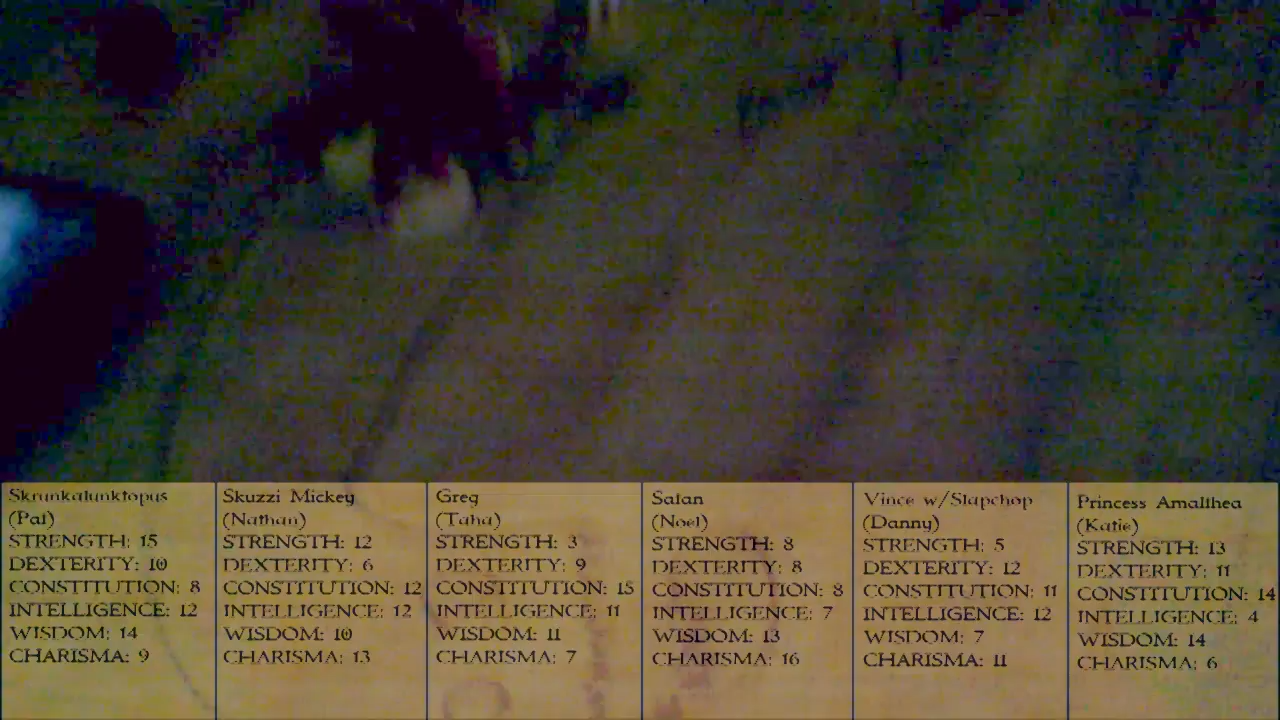 Skrunkalunktopus
(Pat)
STRENGTH: 15
DEXTERITY: 10
CONSTITUTION: 8
INTELLIGENCE: 12
WISDOM: 14
CHARISMA: 9
Skuzzi Mickey
(Nathan)
STRENGTH: 12
DEXTERITY: 6
CONSTITUTION: 12
INTELLIGENCE: 12
WISDOM: 10
CHARISMA: 13
Greg
(Taha)
STRENGTH: 3
DEXTERITY: 9
CONSTITUTION: 15
INTELLIGENCE: 11
WISDOM: 11
CHARISMA: 7
Satan
(Noel)
STRENGTH: 8
DEXTERITY: 8
CONSTITUTION: 8
INTELLIGENCE: 7
WISDOM: 13
CHARISMA: 16
Vince w/Slapchop
(Danny)
STRENGTH: 5
DEXTERITY: 12
CONSTITUTION: 11
INTELLIGENCE: 12
WISDOM: 7
CHARISMA: 11
Princess Amalthea
(Katie)
STRENGTH: 13
DEXTERITY: 11
CONSTITUTION: 14
INTELLIGENCE: 4
WISDOM: 14
CHARISMA: 6